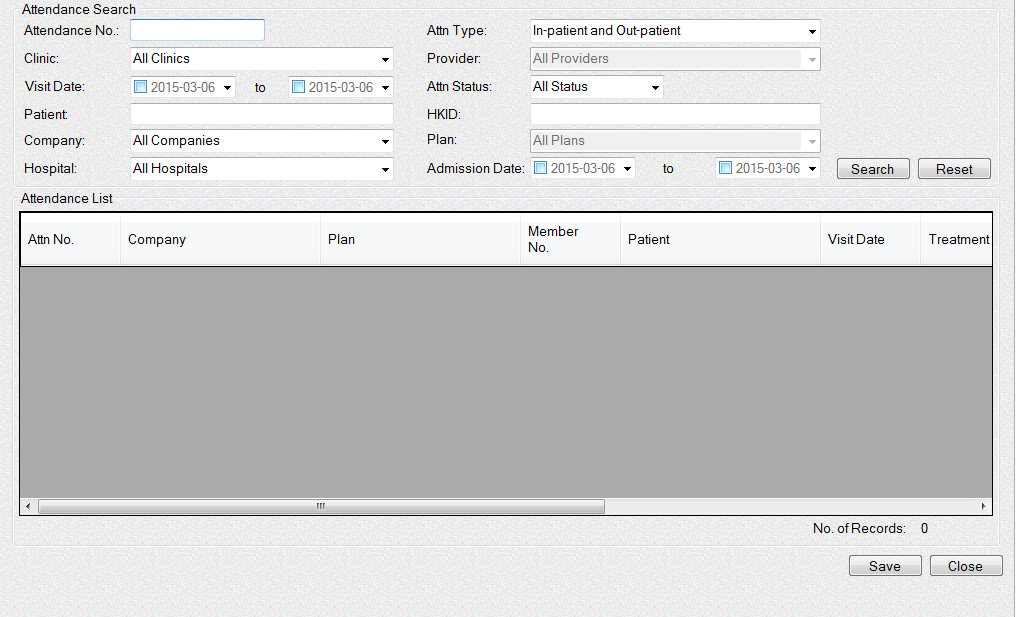 Attendance Search
Attendance No.: Attn Type: In-patient and Out-patient
Clinic: All Clinics Provider: All Providers
Visit Date: 2015-03-06 to 2015-03-06 Attn Status: All Status
Patient: HKID:
Company: All Companies Plan: All Plans
Hospital: All Hospitals Admission Date: 2015-03-06 to 2015-03-06 Search Reset
Attendance List
Attn No. Company Plan Member No. Patient Visit Date Treatment
No. of Records: 0
Save Close